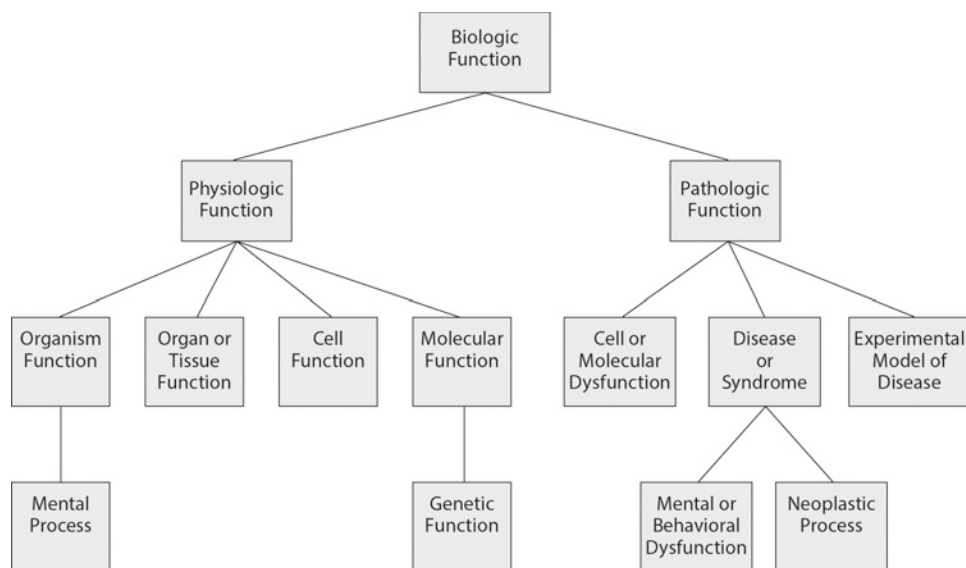 Biologic
Function
Physiologic
Function
Pathologic
Function
Organism
Function
Organ or
Tissue
Function
Cell
Function
Molecular
Function
Cell or
Molecular
Dysfunction
Disease
or
Syndrome
Experimental
Model of
Disease
Mental
Process
Genetic
Function
Mental or
Behavioral
Dysfunction
Neoplastic
Process